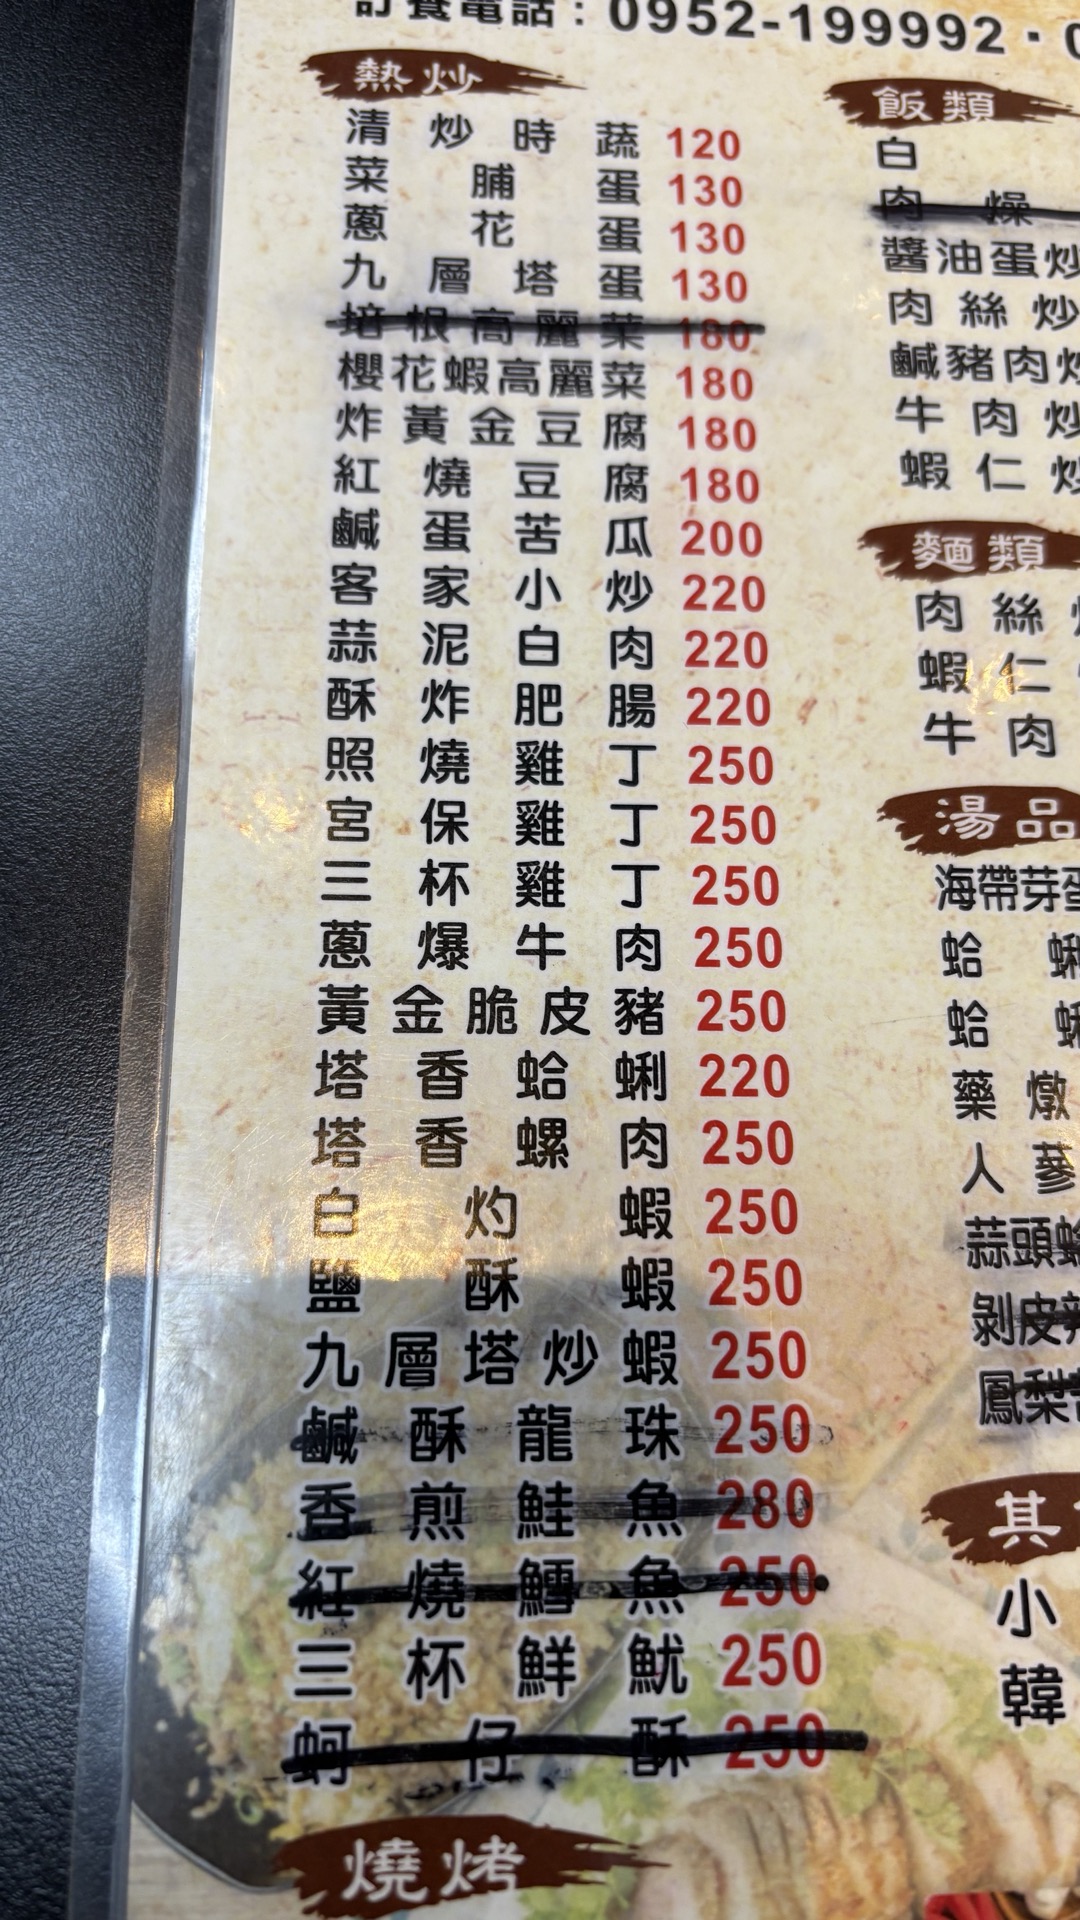 訂餐電話：0952-199992・0
熱炒
清炒時蔬 120
菜脯蛋 130
蔥花蛋 130
九層塔蛋 130
培根高麗菜 180
櫻花蝦高麗菜 180
炸黃金豆腐 180
紅燒豆腐 180
鹹蛋苦瓜 200
客家小炒 220
蒜泥白肉 220
酥炸肥腸 220
照燒雞丁 250
宮保雞丁 250
三杯雞丁 250
蔥爆牛肉 250
黃金脆皮豬 250
塔香蛤蜊 220
塔香螺肉 250
白灼蝦 250
鹽酥蝦 250
九層塔炒蝦 250
鹹酥龍珠 250
香煎鮭魚 280
紅燒鱈魚 250
三杯鮮魷 250
蚵仔酥 250
燒烤
飯類
白
肉燥
醬油蛋炒
肉絲炒
鹹豬肉炒
牛肉炒
蝦仁炒
麵類
肉絲
蝦仁
牛肉
湯品
海帶芽蛋
蛤蜊
蛤蜊
藥燉
人蔘
蒜頭
剝皮辣
鳳梨苦
其
小
韓